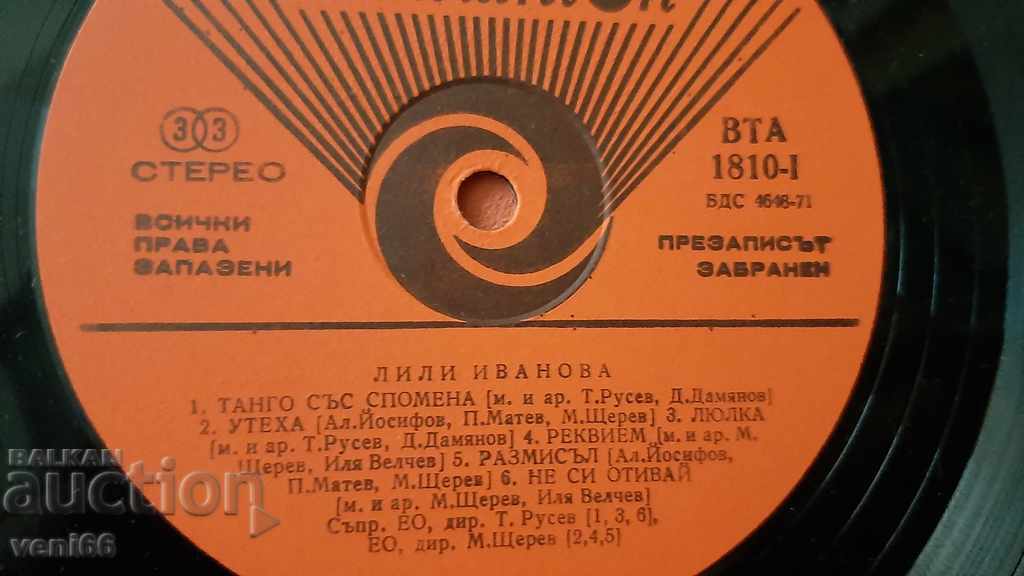 33
СТЕРЕО
ВСИЧКИ
ПРАВА
ЗАПАЗЕНИ
ВТА
1810-I
БДС 4646-71
ПРЕЗАПИСЪТ
ЗАБРАНЕН
ЛИЛИ ИВАНОВА
1. ТАНГО СЪС СПОМЕНА [м. и ар. Т.Русев, Д.Дамянов]
2. УТЕХА [Ал.Йосифов, П.Матев, М.Щерев] 3. ЛЮЛКА
[м. и ар. Т.Русев, Д.Дамянов] 4. РЕКВИЕМ [м. и ар. М.
Щерев, Иля Велчев] 5. РАЗМИСЪЛ [Ал.Йосифов,
П.Матев, М.Щерев] 6. НЕ СИ ОТИВАЙ
[м. и ар. М.Щерев, Иля Велчев]
Съпр. ЕО, дир. Т. Русев [1, 3, 6],
ЕО, дир. М.Щерев [2,4,5]
BALKAN
auction
veni66